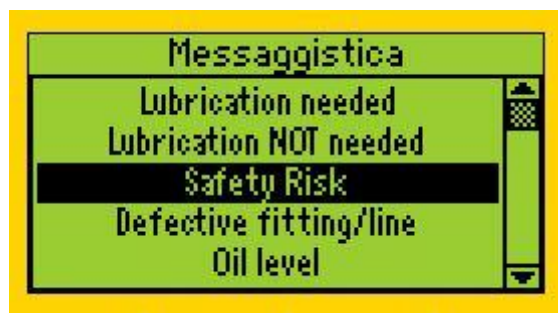 Messaggistica
Lubrication needed
Lubrication NOT needed
Safety Risk
Defective fitting/line
Oil level